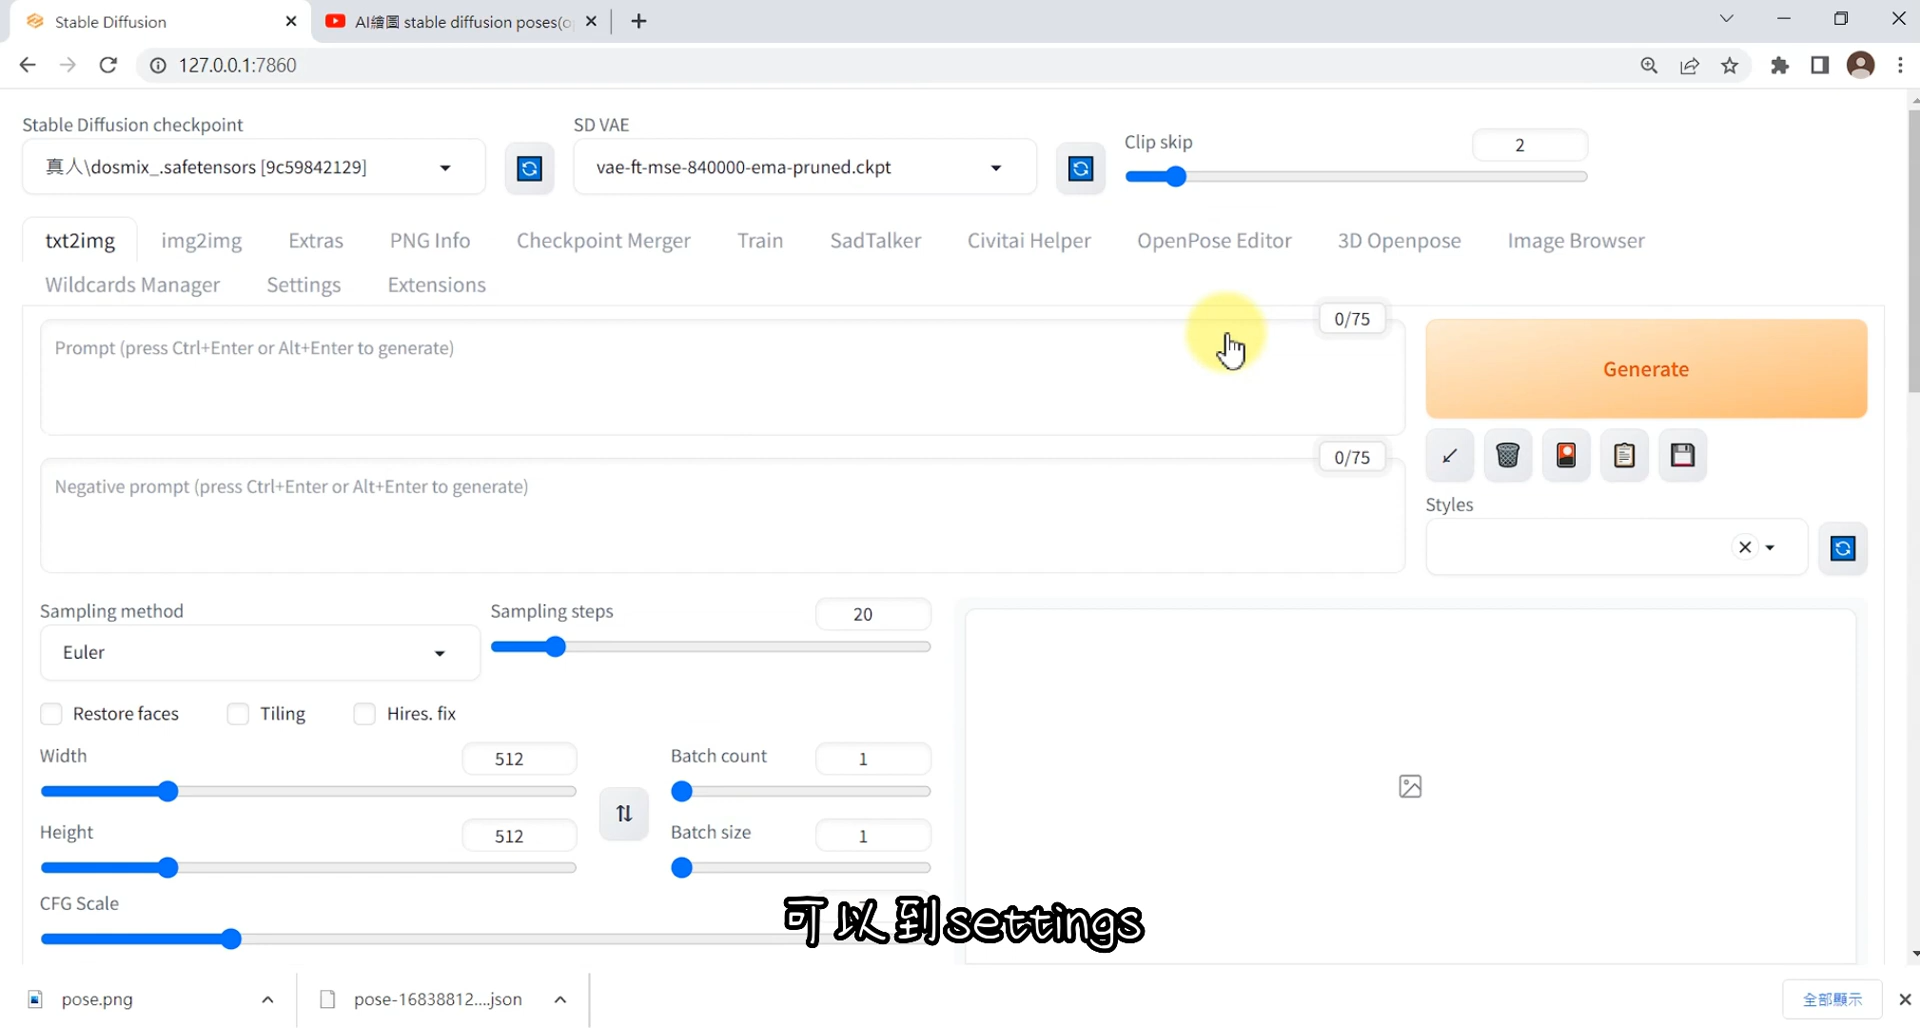 Stable Diffusion
AI繪圖 stable diffusion poses(o
127.0.0.1:7860
Stable Diffusion checkpoint
SD VAE
Clip skip
2
真人\dosmix_.safetensors [9c59842129]
vae-ft-mse-840000-ema-pruned.ckpt
txt2img
img2img
Extras
PNG Info
Checkpoint Merger
Train
SadTalker
Civitai Helper
OpenPose Editor
3D Openpose
Image Browser
Wildcards Manager
Settings
Extensions
0/75
Prompt (press Ctrl+Enter or Alt+Enter to generate)
Generate
0/75
Negative prompt (press Ctrl+Enter or Alt+Enter to generate)
Styles
Sampling method
Sampling steps
20
Euler
Restore faces
Tiling
Hires. fix
Width
512
Batch count
1
Height
512
Batch size
1
CFG Scale
可以到settings
pose.png
pose-16838812....json
全部顯示